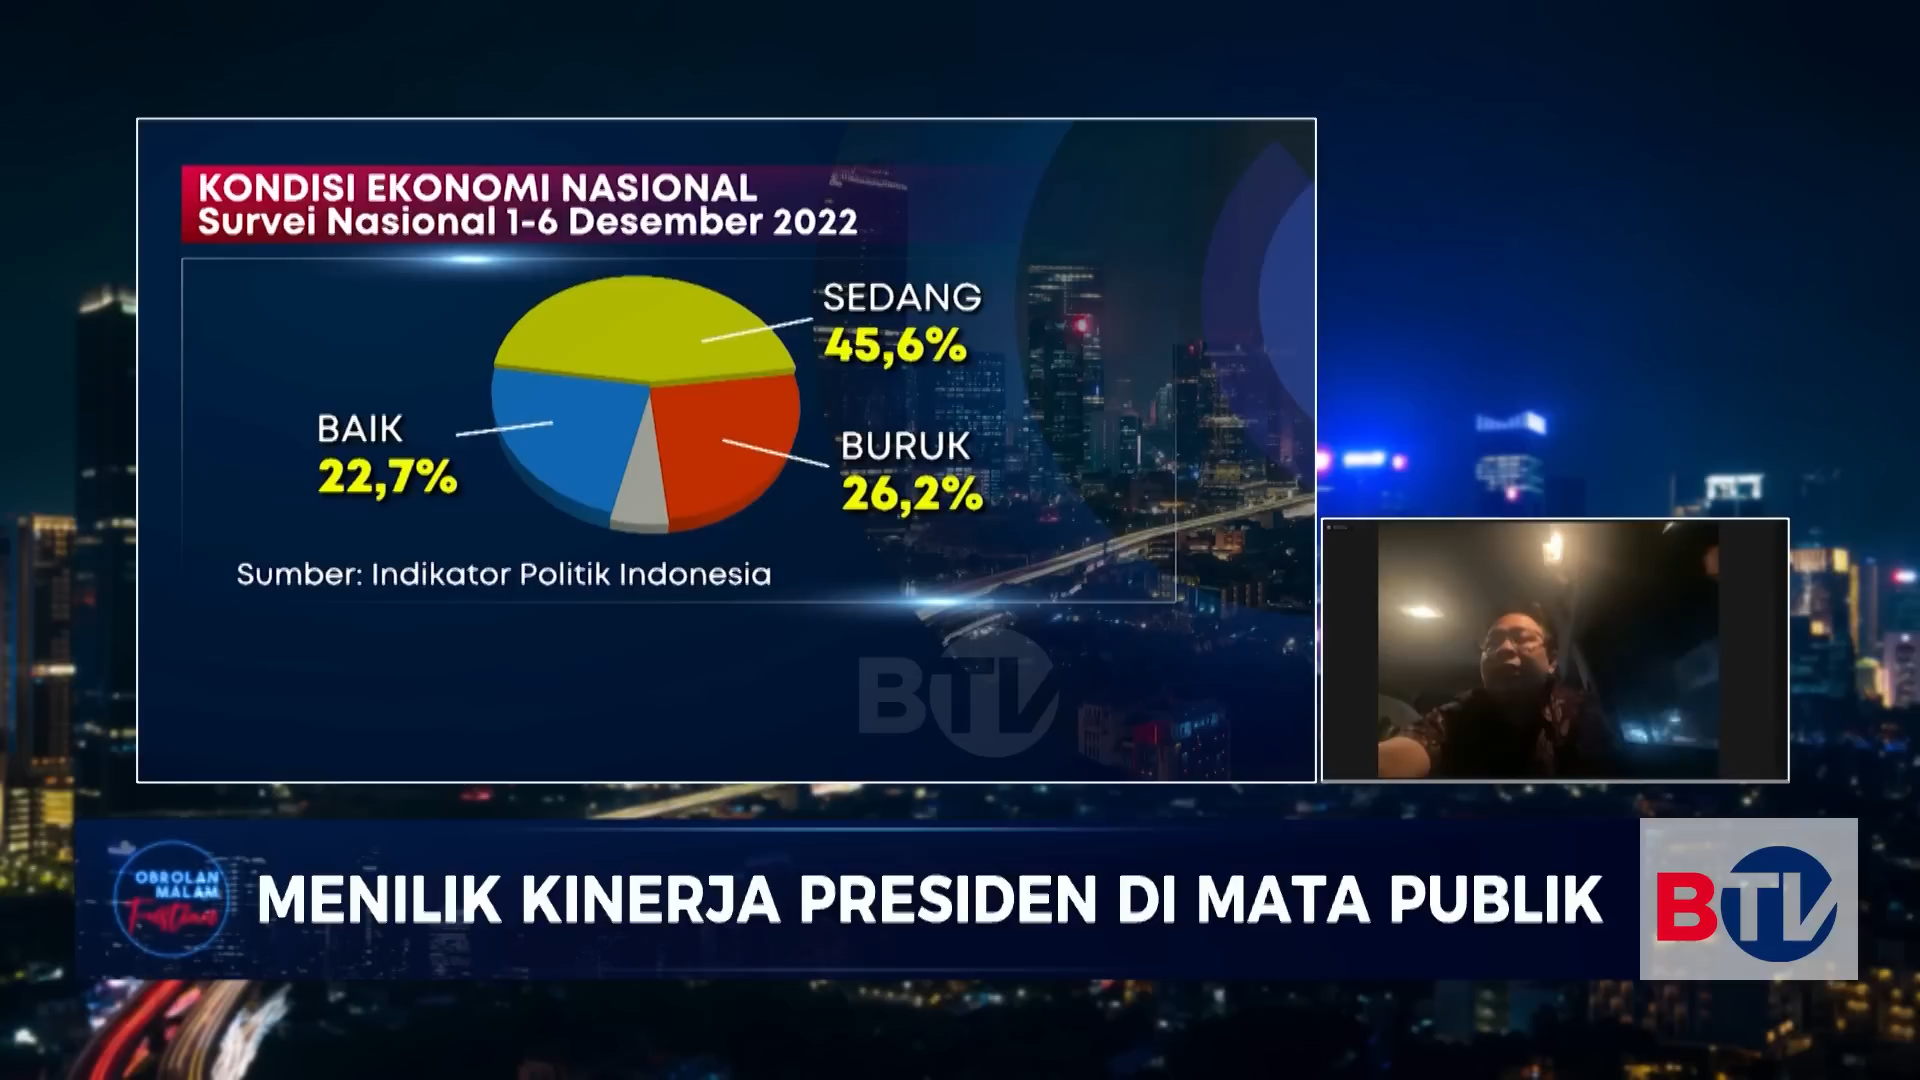 KONDISI EKONOMI NASIONAL
Survei Nasional 1-6 Desember 2022
SEDANG
45,6%
BAIK
22,7%
BURUK
26,2%
Sumber: Indikator Politik Indonesia
BTV
OBROLAN
MALAM
MENILIK KINERJA PRESIDEN DI MATA PUBLIK
BTV